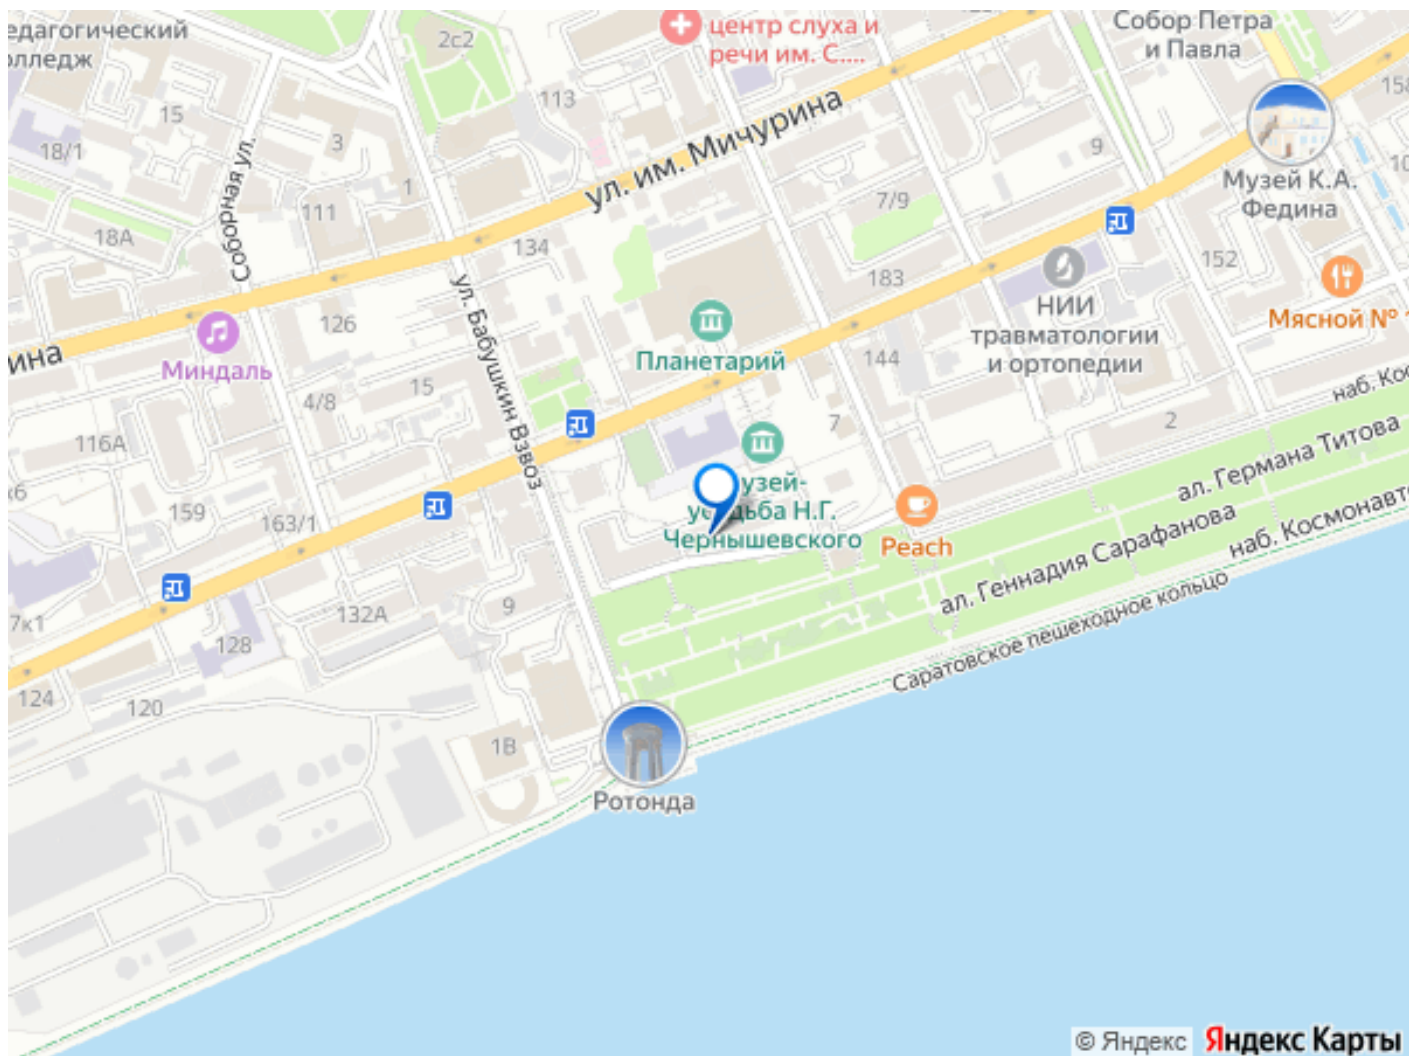 едагогический
олледж
2с2
центр слуха и
речи им. С....
Собор Петра
и Павла
158
113
15
3
18/1
ул. им. Мичурина
9
Соборная ул.
1
Музей К.А.
Федина
7/9
111
18А
134
152
183
НИИ
травматологии
и ортопедии
Мясной № 1
126
ина
Миндаль
Планетарий
144
ул. Бабушкин Взвоз
15
4/8
наб. Кос
7
2
116А
ал. Германа Титова
узей-
усадьба Н.Г.
Чернышевского
159
163/1
Peach
ал. Геннадия Сарафанова
наб. Космонавто
Саратовское пешеходное кольцо
9
132А
7к1
128
124
120
1В
Ротонда
© Яндекс Яндекс Карты